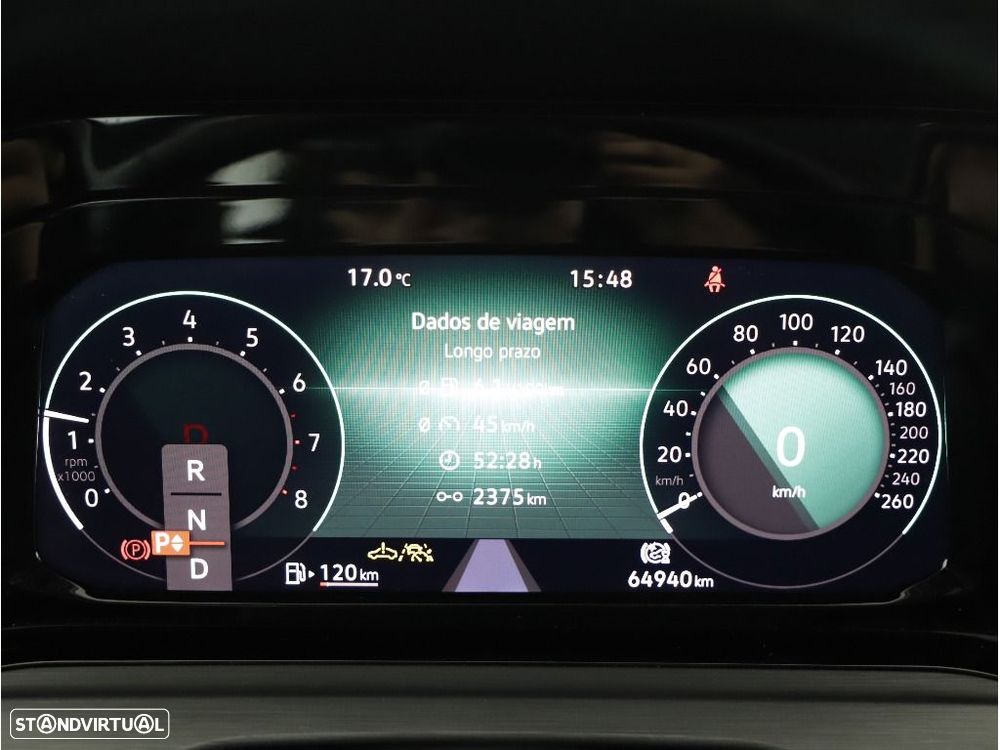 17.0°C
15:48
Dados de viagem
Longo prazo
Ø 45 km/h
52:28 h
2375 km
0 1 2 3 4 5 6 7 8
rpm
x1000
0 20 40 60 80 100 120 140 160 180 200 220 240 260
km/h
0
km/h
D
R
N
D
P
(P)
120 km
64940 km
STANDVIRTUAL